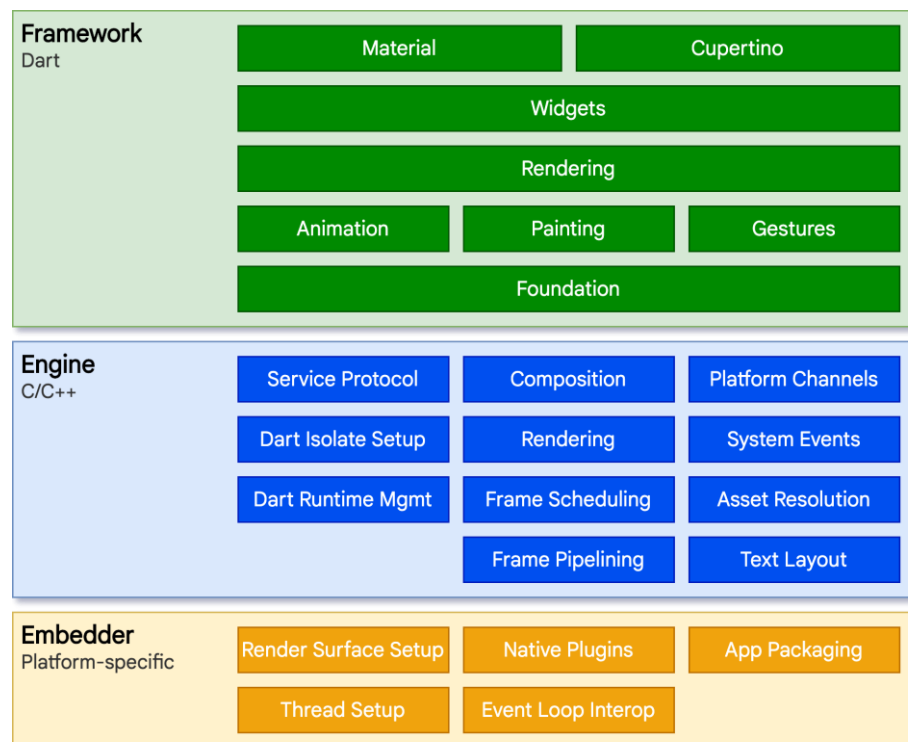 Framework
Dart
Material
Cupertino
Widgets
Rendering
Animation
Painting
Gestures
Foundation
Engine
C/C++
Service Protocol
Composition
Platform Channels
Dart Isolate Setup
Rendering
System Events
Dart Runtime Mgmt
Frame Scheduling
Asset Resolution
Frame Pipelining
Text Layout
Embedder
Platform-specific
Render Surface Setup
Native Plugins
App Packaging
Thread Setup
Event Loop Interop